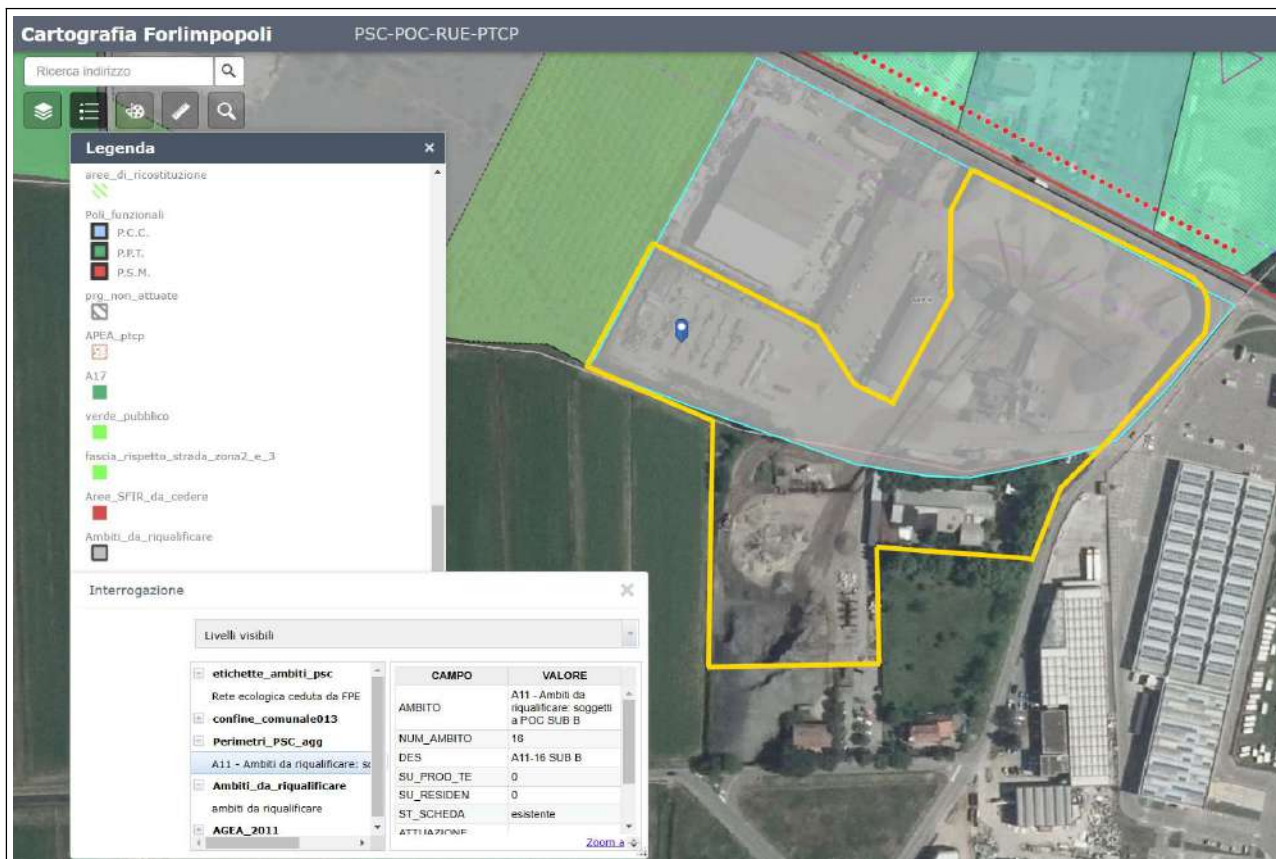 Cartografia Forlimpopoli PSC-POC-RUE-PTCP
Ricerca indirizzo
Legenda
aree_di_ricostituzione
Poli_funzionali
P.C.C.
P.P.T.
P.S.M.
prg_non_attuate
APEA_ptcp
A17
verde_pubblico
fascia_rispetto_strada_zona2_e_3
Aree_SFIR_da_cedere
Ambiti_da_riqualificare
Interrogazione
Livelli visibili
etichette_ambiti_psc
Rete ecologica ceduta da FPE
confine_comunale013
Perimetri_PSC_agg
A11 - Ambiti da riqualificare: so
Ambiti_da_riqualificare
ambiti da riqualificare
AGEA_2011
CAMPO VALORE
AMBITO A11 - Ambiti da
riqualificare: soggetti
a POC SUB B
NUM_AMBITO 16
DES A11-16 SUB B
SU_PROD_TE 0
SU_RESIDEN 0
ST_SCHEDA esistente
ATTUAZIONE
Zoom a